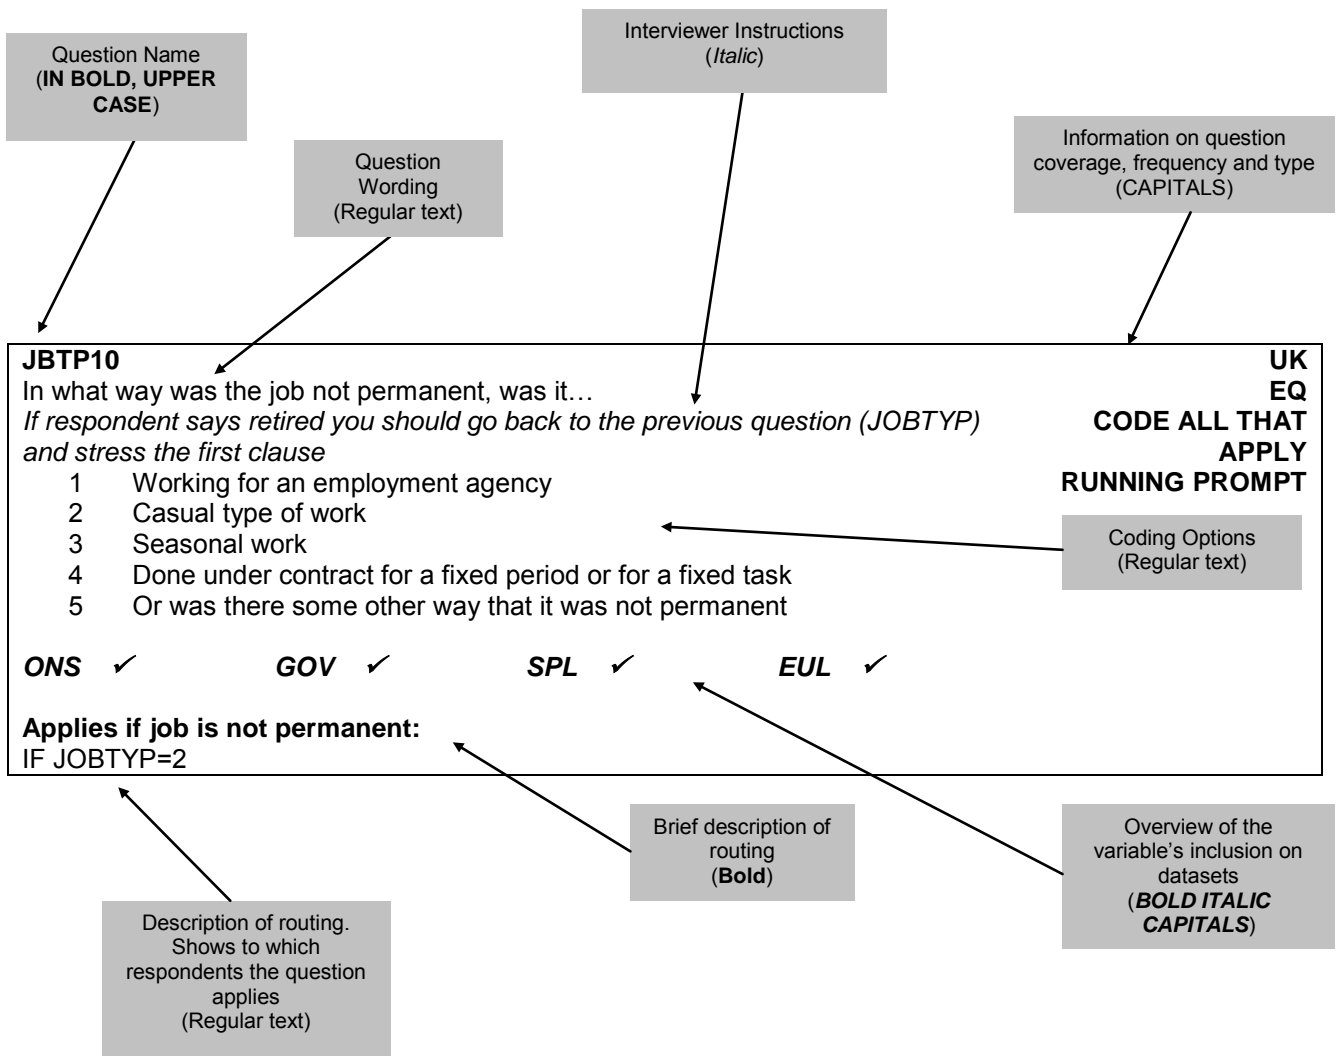 Question Name
(IN BOLD, UPPER
CASE)
Interviewer Instructions
(Italic)
Question
Wording
(Regular text)
Information on question
coverage, frequency and type
(CAPITALS)
JBTP10
UK
In what way was the job not permanent, was it…
EQ
If respondent says retired you should go back to the previous question (JOBTYP)
CODE ALL THAT
and stress the first clause
APPLY
1 Working for an employment agency
RUNNING PROMPT
2 Casual type of work
3 Seasonal work
4 Done under contract for a fixed period or for a fixed task
5 Or was there some other way that it was not permanent
Coding Options
(Regular text)
ONS ✓ GOV ✓ SPL ✓ EUL ✓
Applies if job is not permanent:
IF JOBTYP=2
Brief description of
routing
(Bold)
Overview of the
variable's inclusion on
datasets
(BOLD ITALIC
CAPITALS)
Description of routing.
Shows to which
respondents the question
applies
(Regular text)